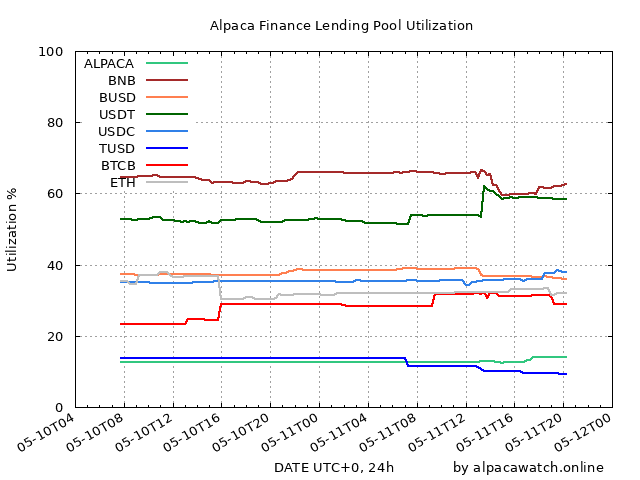 Alpaca Finance Lending Pool Utilization
100
80
60
40
20
0
Utilization %
ALPACA
BNB
BUSD
USDT
USDC
TUSD
BTCB
ETH
05-10T04
05-10T08
05-10T12
05-10T16
05-10T20
05-11T00
05-11T04
05-11T08
05-11T12
05-11T16
05-11T20
05-12T00
DATE UTC+0, 24h
by alpacawatch.online